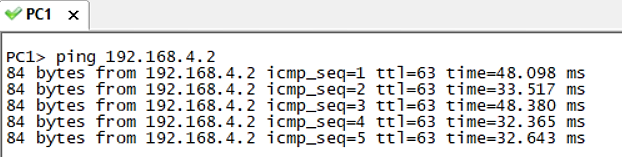 PC1 X
PC1> ping 192.168.4.2
84 bytes from 192.168.4.2 icmp_seq=1 ttl=63 time=48.098 ms
84 bytes from 192.168.4.2 icmp_seq=2 ttl=63 time=33.517 ms
84 bytes from 192.168.4.2 icmp_seq=3 ttl=63 time=48.380 ms
84 bytes from 192.168.4.2 icmp_seq=4 ttl=63 time=32.365 ms
84 bytes from 192.168.4.2 icmp_seq=5 ttl=63 time=32.643 ms